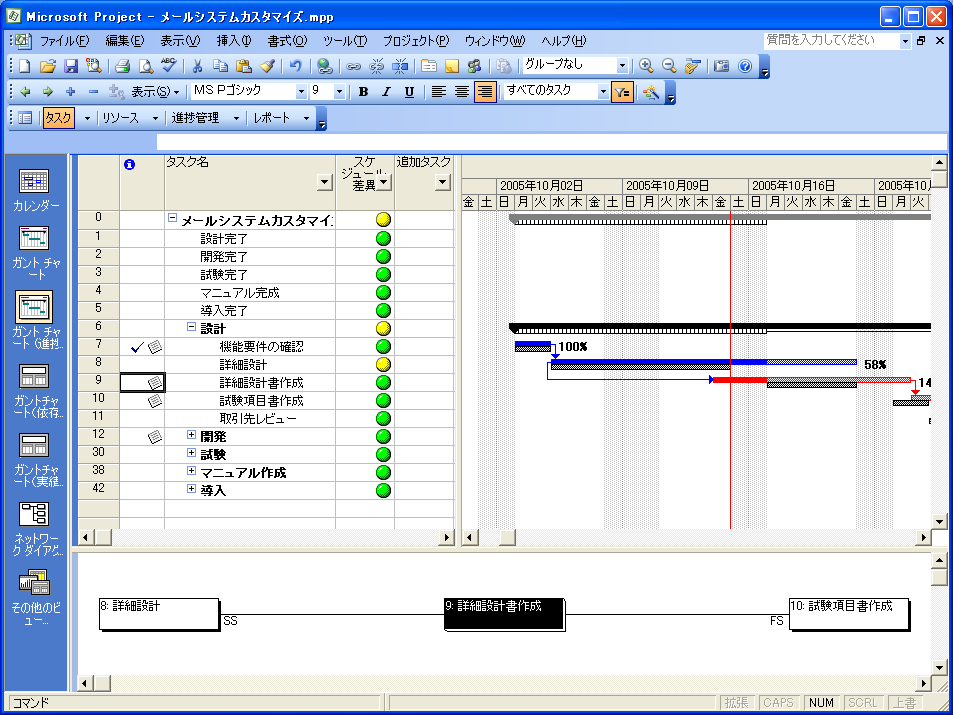 Microsoft Project - メールシステムカスタマイズ.mpp
ファイル(F) 編集(E) 表示(V) 挿入(I) 書式(O) ツール(T) プロジェクト(P) ウィンドウ(W) ヘルプ(H) 質問を入力してください
グループなし
表示(S) MS Pゴシック 9 B I U すべてのタスク
タスク リソース 進捗管理 レポート
カレンダー
ガント チャ
ート
ガント チャ
ート (進捗...
ガントチャ
ート(依存...
ガントチャ
ート(実績...
ネットワー
ク ダイアグ...
その他のビ
ュー...
タスク名 スケ
ジュール
差異 追加タスク
2005年10月02日 2005年10月09日 2005年10月16日 2005年10月
金 土 日 月 火 水 木 金 土 日 月 火 水 木 金 土 日 月 火 水 木 金 土 日 月 火
0 メールシステムカスタマイ
1 設計完了
2 開発完了
3 試験完了
4 マニュアル完成
5 導入完了
6 設計
7 機能要件の確認 100%
8 詳細設計 58%
9 詳細設計書作成 14
10 試験項目書作成
11 取引先レビュー
12 開発
30 試験
38 マニュアル作成
42 導入
8: 詳細設計 SS 9: 詳細設計書作成 FS 10: 試験項目書作成
コマンド 拡張 CAPS NUM SCRL 上書